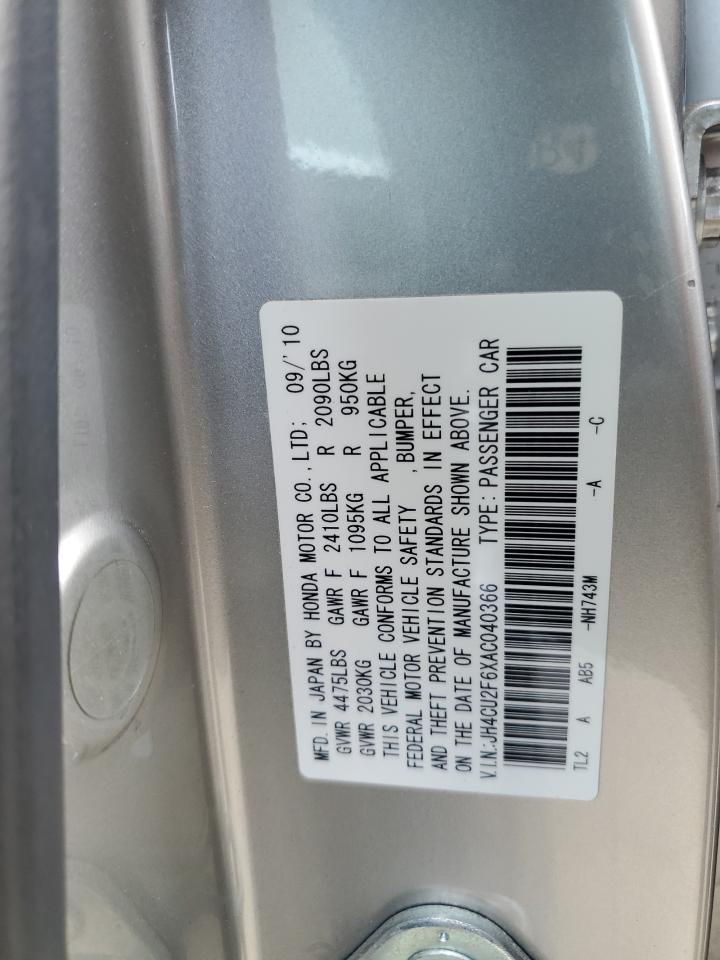 MFD. IN JAPAN BY HONDA MOTOR CO., LTD; 09/'10
GVWR 4475LBS GAWR F 2410LBS R 2090LBS
GVWR 2030KG GAWR F 1095KG R 950KG
THIS VEHICLE CONFORMS TO ALL APPLICABLE
FEDERAL MOTOR VEHICLE SAFETY , BUMPER,
AND THEFT PREVENTION STANDARDS IN EFFECT
ON THE DATE OF MANUFACTURE SHOWN ABOVE.
V.I.N.:JH4CU2F6XAC040366 TYPE: PASSENGER CAR
TL2 A AB5 -NH743M -A -C